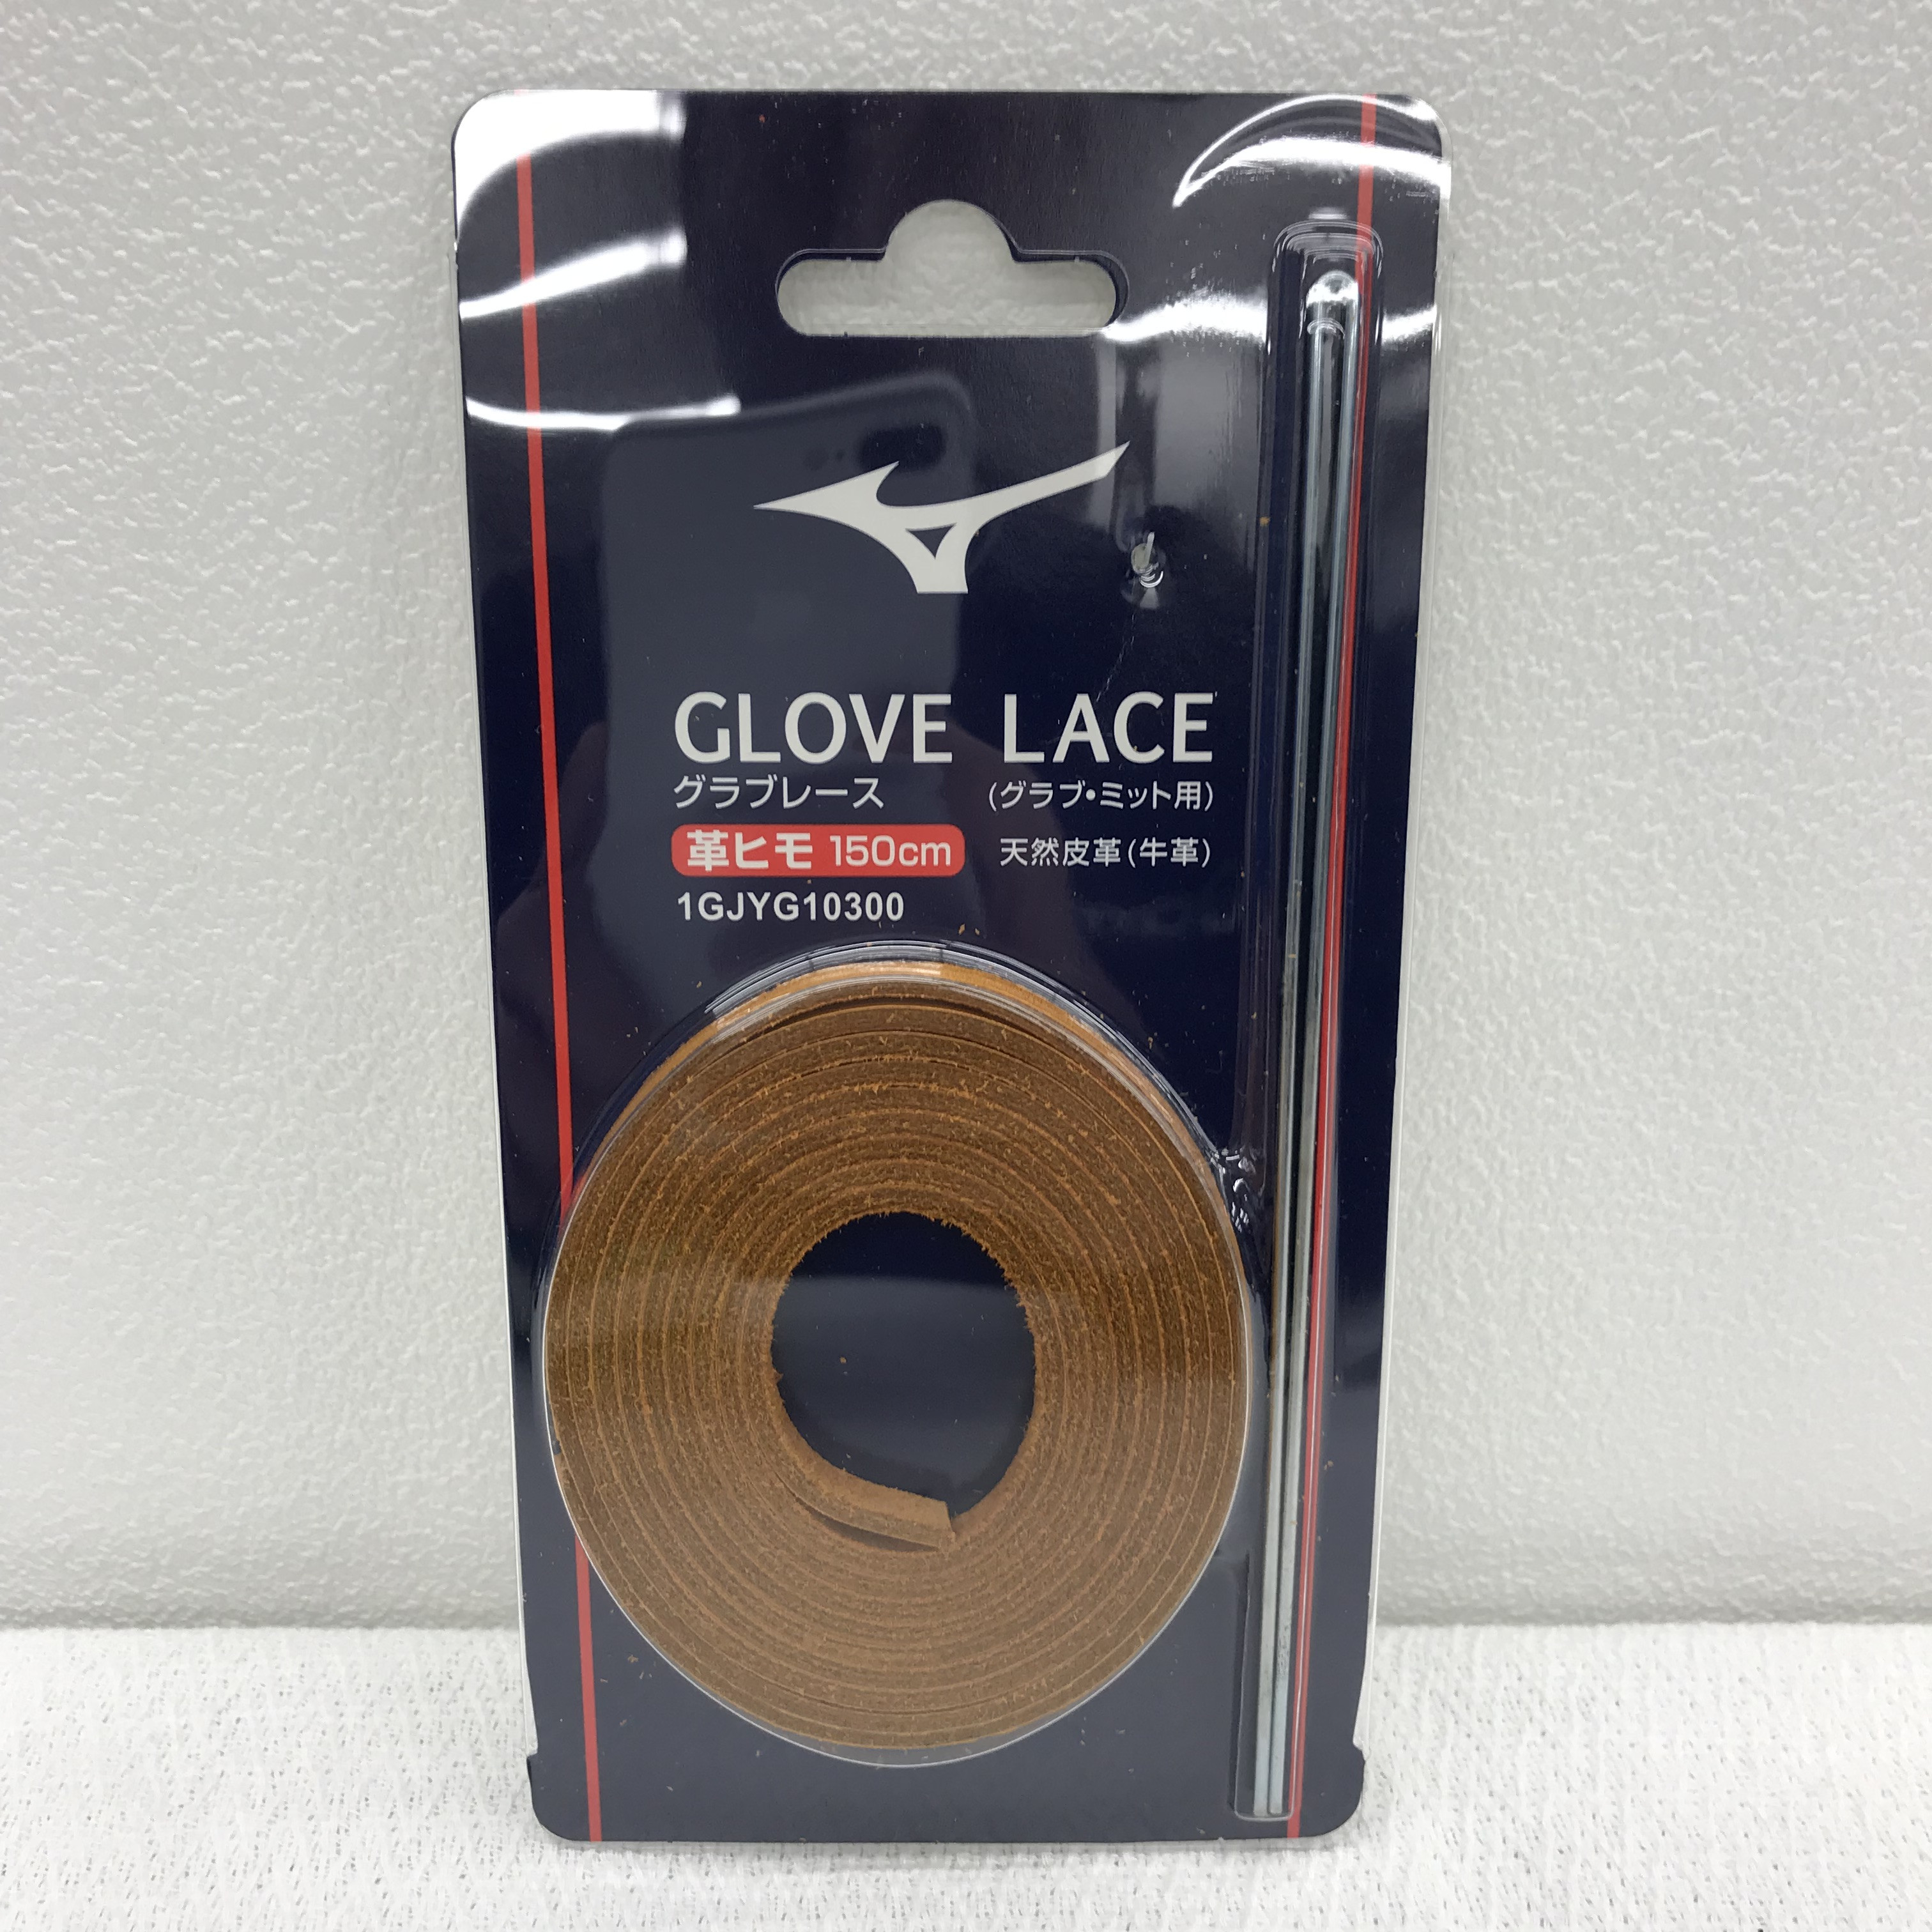 GLOVE LACE
グラブレース (グラブ・ミット用)
革ヒモ 150cm 天然皮革(牛革)
1GJYG10300